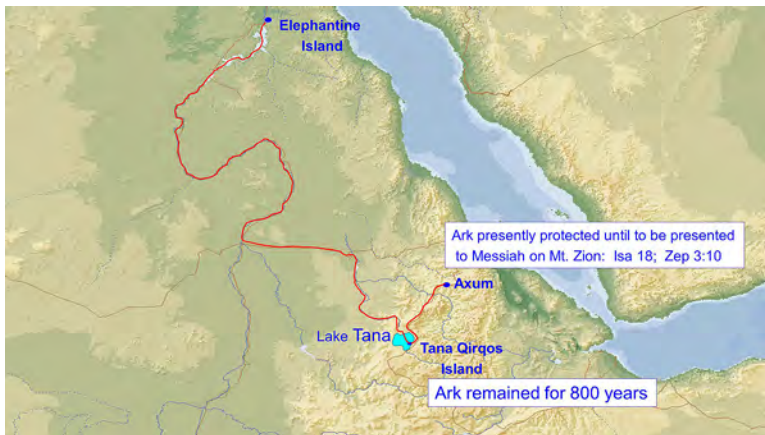 Elephantine
Island
Ark presently protected until to be presented
to Messiah on Mt. Zion: Isa 18; Zep 3:10
Axum
Lake Tana
Tana Qirqos
Island
Ark remained for 800 years